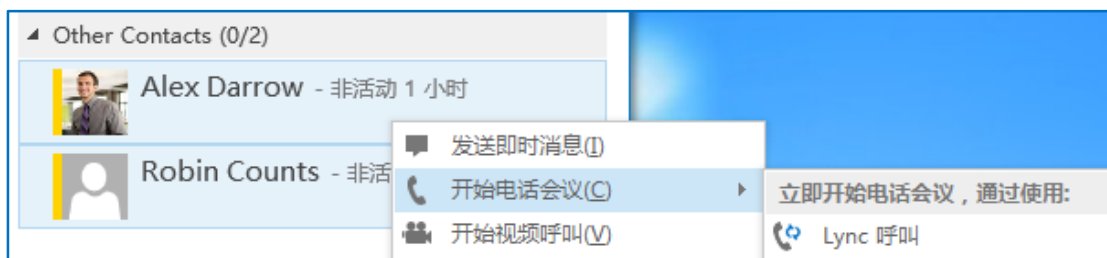 Other Contacts (0/2)
Alex Darrow - 非活动 1 小时
Robin Counts - 非活
发送即时消息(I)
开始电话会议(C)
立即开始电话会议，通过使用:
开始视频呼叫(V)
Lync 呼叫